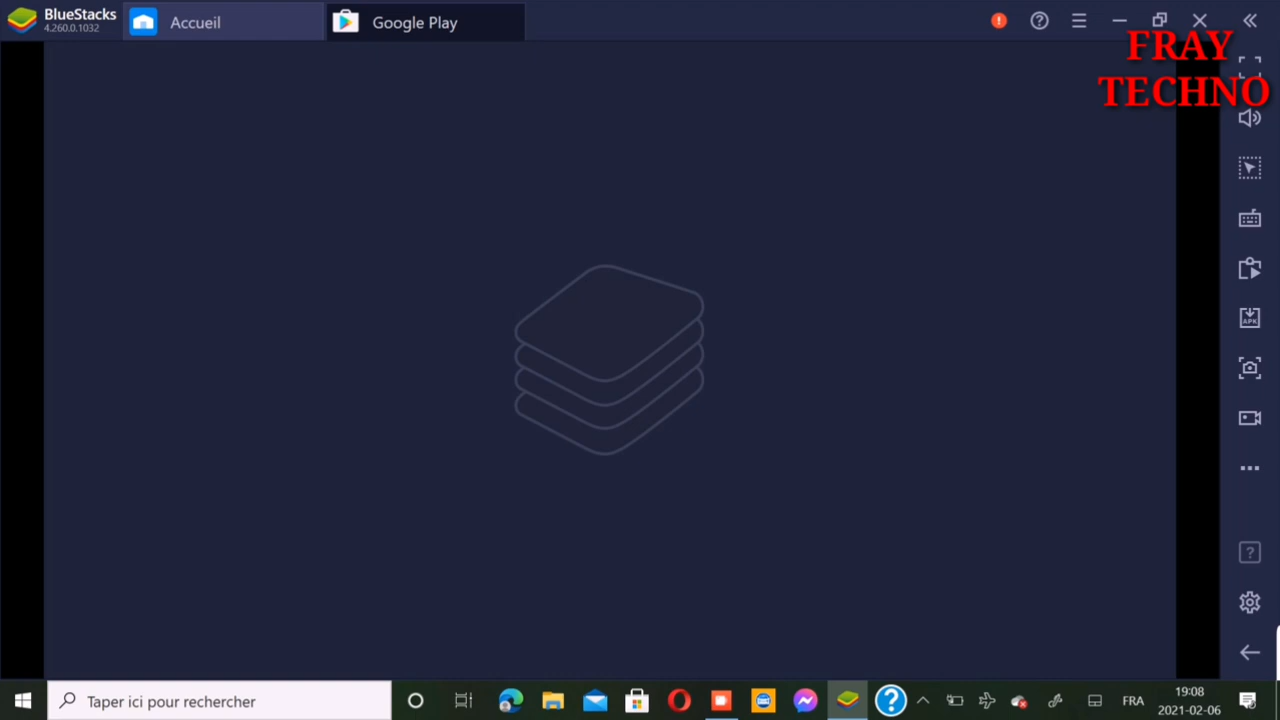 BlueStacks
4.260.0.1032
Accueil
Google Play
FRAY
TECHNO
APK
Taper ici pour rechercher
FRA
19:08
2021-02-06